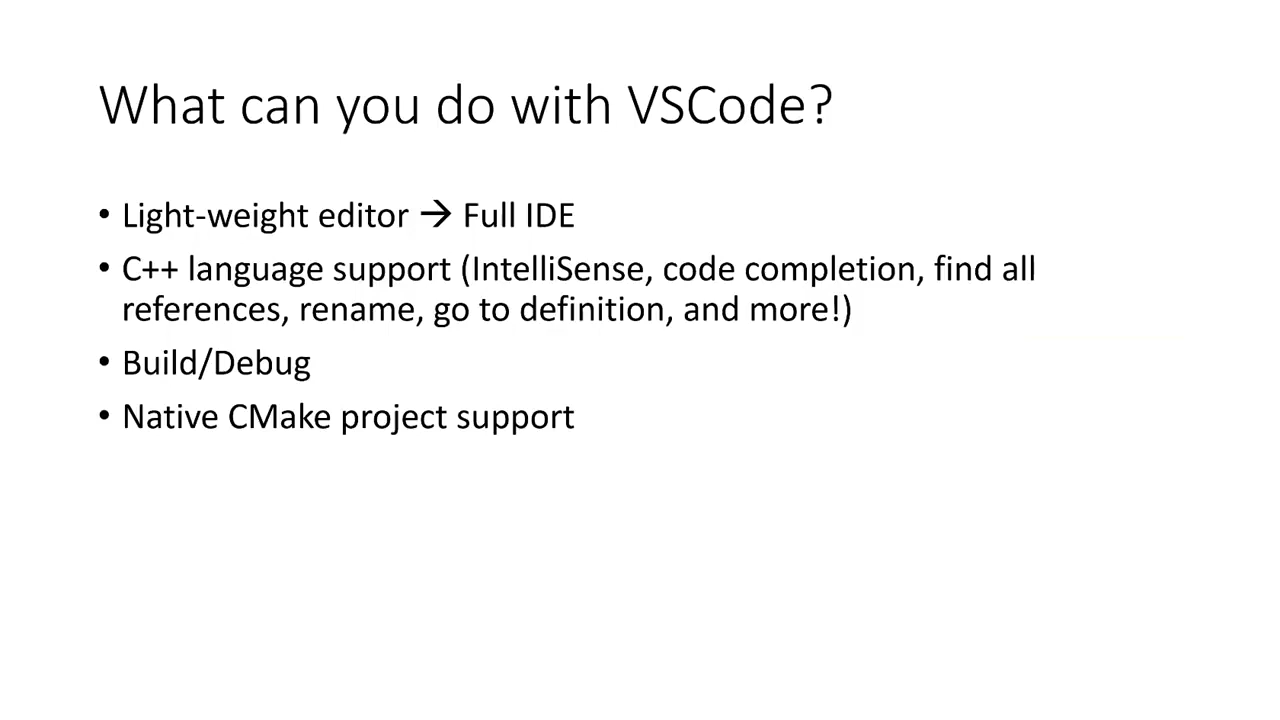 What can you do with VSCode?
• Light-weight editor → Full IDE
• C++ language support (IntelliSense, code completion, find all
references, rename, go to definition, and more!)
• Build/Debug
• Native CMake project support